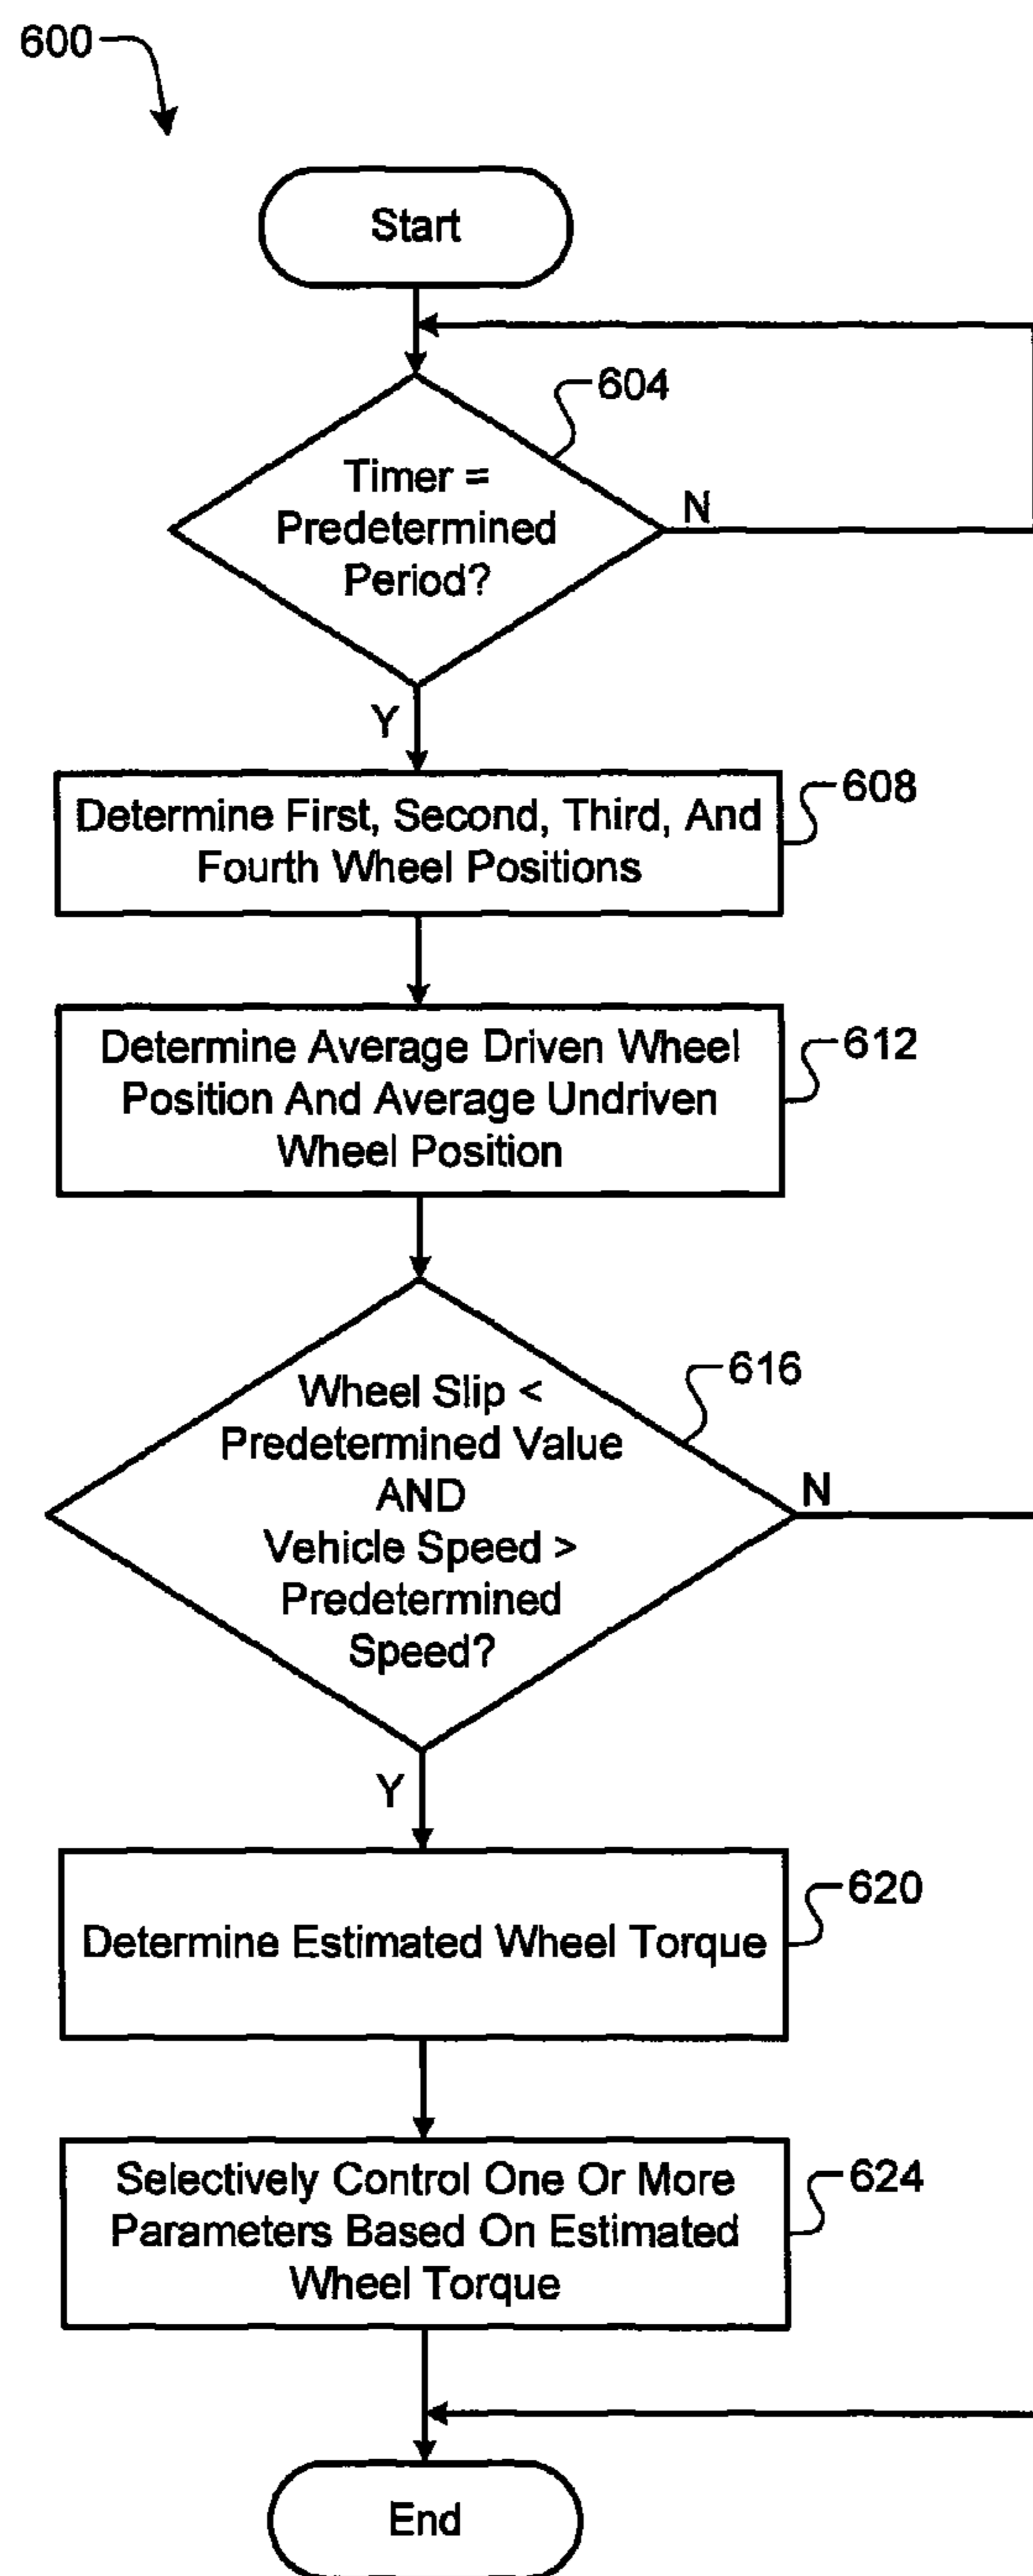 600
Start
604
Timer =
Predetermined
Period?
N
Y
608
Determine First, Second, Third, And
Fourth Wheel Positions
612
Determine Average Driven Wheel
Position And Average Undriven
Wheel Position
616
Wheel Slip <
Predetermined Value
AND
Vehicle Speed >
Predetermined
Speed?
N
Y
620
Determine Estimated Wheel Torque
624
Selectively Control One Or More
Parameters Based On Estimated
Wheel Torque
End